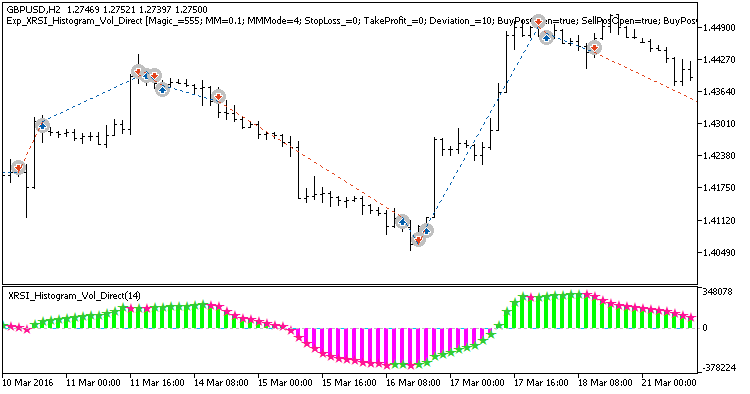 GBPUSD,H2 1.27469 1.27521 1.27397 1.27500
Exp_XRSI_Histogram_Vol_Direct [Magic_=555; MM=0.1; MMMode=4; StopLoss_=0; TakeProfit_=0; Deviation_=10; BuyPosOpen=true; SellPosOpen=true; BuyPos
1.44900
1.44270
1.43640
1.43010
1.42380
1.41750
1.41120
1.40490
XRSI_Histogram_Vol_Direct(14)
348078
0
-378224
10 Mar 2016 11 Mar 00:00 11 Mar 16:00 14 Mar 08:00 15 Mar 00:00 15 Mar 16:00 16 Mar 08:00 17 Mar 00:00 17 Mar 16:00 18 Mar 08:00 21 Mar 00:00